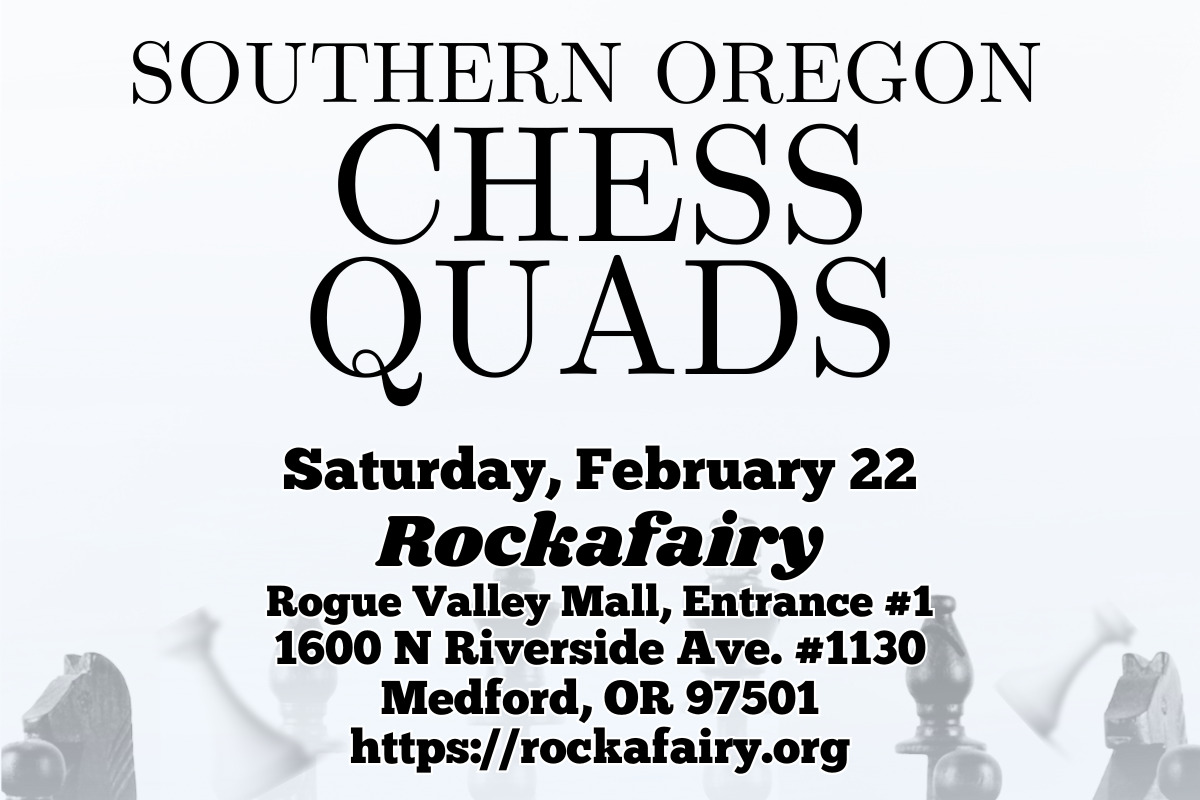 SOUTHERN OREGON
CHESS
QUADS
Saturday, February 22
Rockafairy
Rogue Valley Mall, Entrance #1
1600 N Riverside Ave. #1130
Medford, OR 97501
https://rockafairy.org